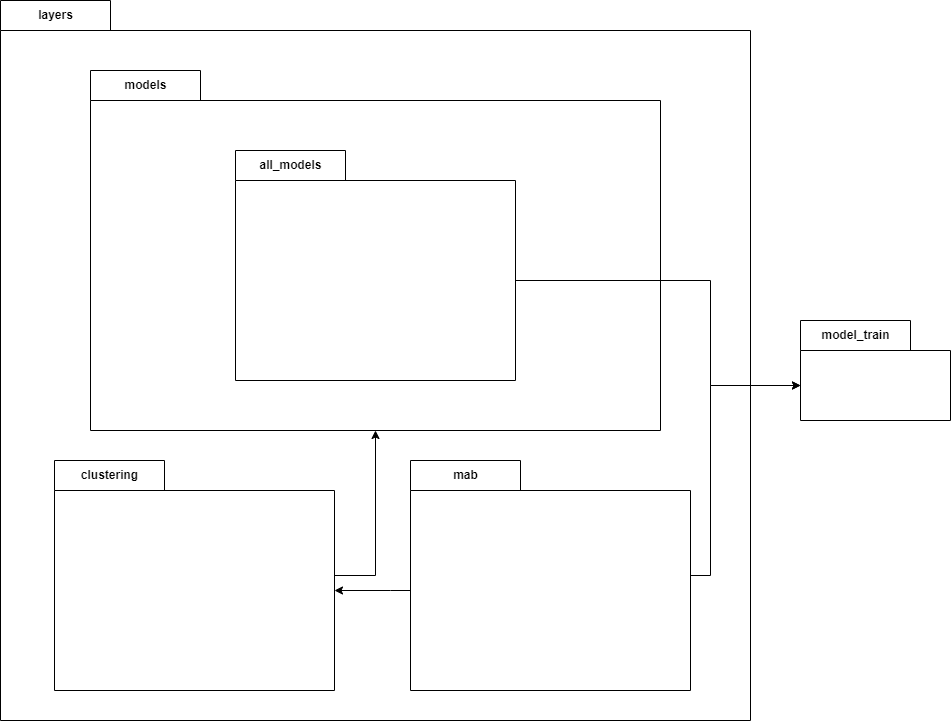 layers
models
all_models
model_train
clustering
mab